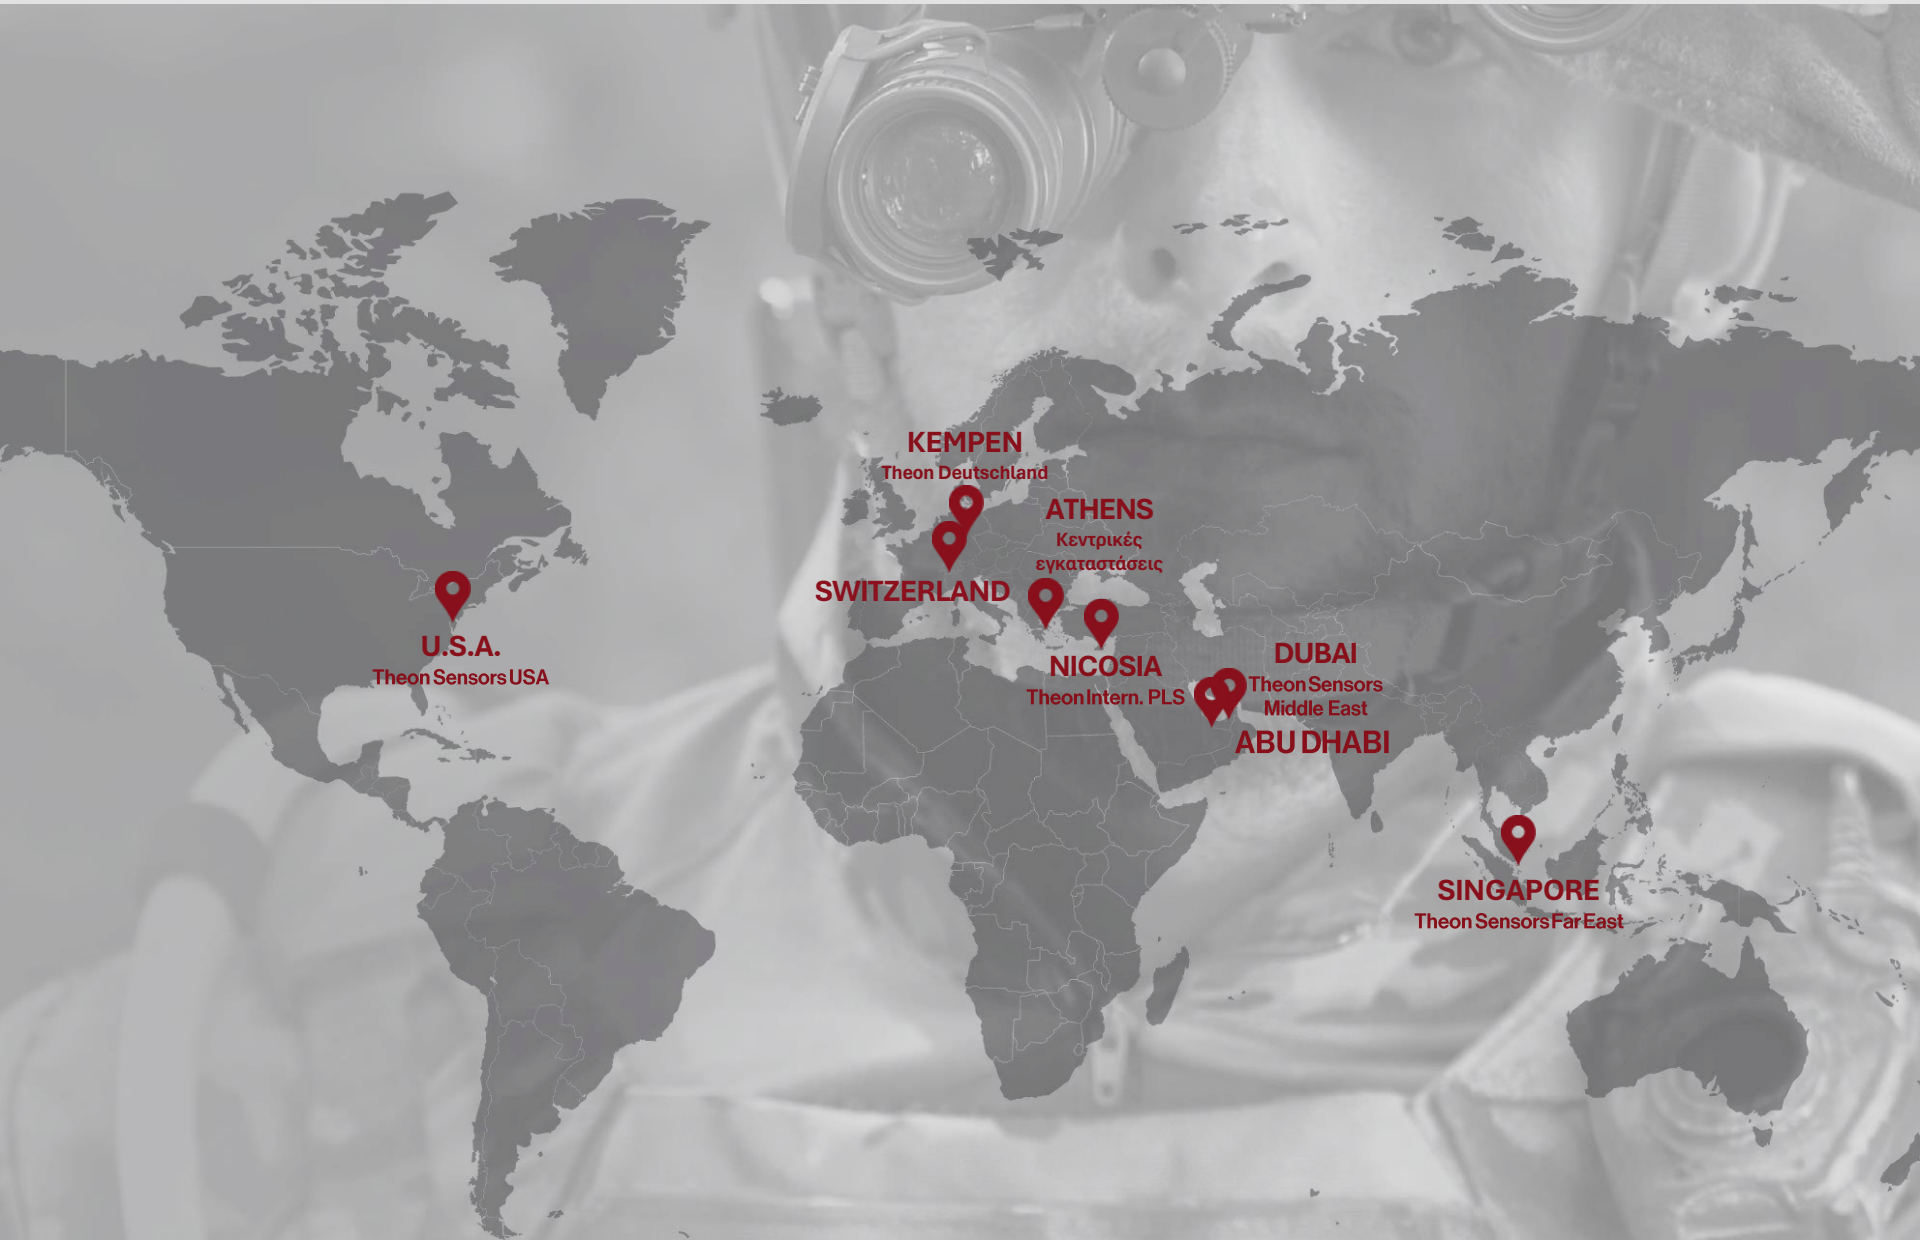 KEMPEN
Theon Deutschland
ATHENS
Κεντρικές
εγκαταστάσεις
SWITZERLAND
U.S.A.
Theon Sensors USA
NICOSIA
Theon Intern. PLS
DUBAI
Theon Sensors
Middle East
ABU DHABI
SINGAPORE
Theon Sensors Far East